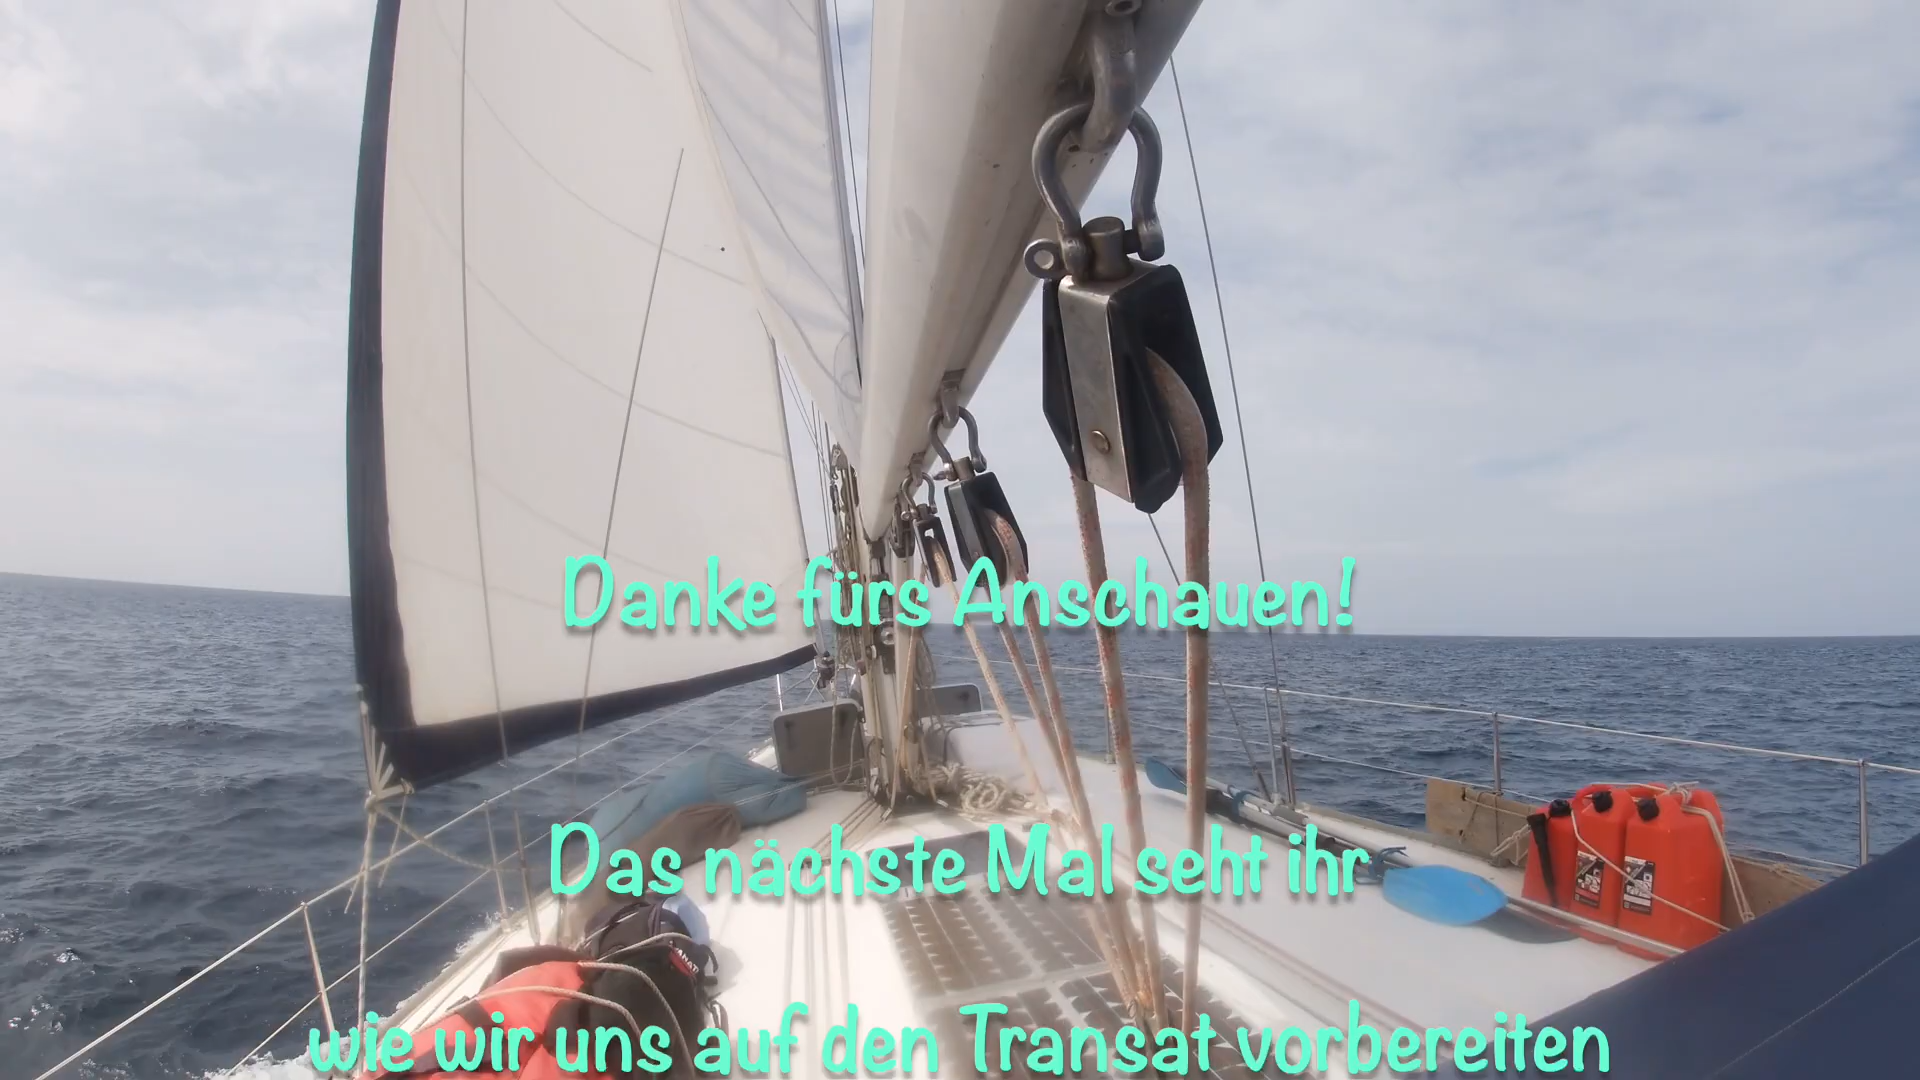 Danke fürs Anschauen!
Das nächste Mal seht ihr
wie wir uns auf den Transat vorbereiten